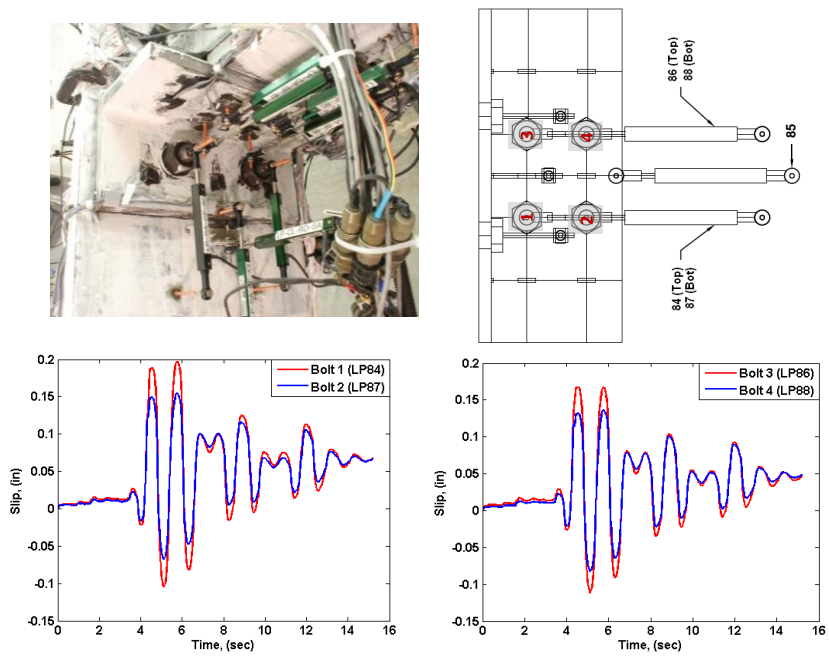 LP-CL-RO-SA
86 (Top)
88 (Bot)
85
3
4
1
2
84 (Top)
87 (Bot)
0.2
0.15
0.1
0.05
0
-0.05
-0.1
-0.15
Slip, (in)
Bolt 1 (LP84)
Bolt 2 (LP87)
0 2 4 6 8 10 12 14 16
Time, (sec)
0.2
0.15
0.1
0.05
0
-0.05
-0.1
-0.15
Slip, (in)
Bolt 3 (LP86)
Bolt 4 (LP88)
0 2 4 6 8 10 12 14 16
Time, (sec)